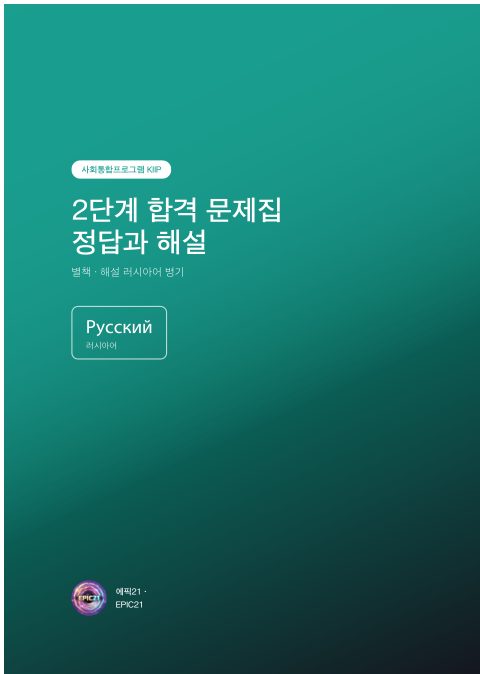 사회통합프로그램 KIIP
2단계 합격 문제집
정답과 해설
별책 · 해설 러시아어 병기
Русский
러시아어
EPIC21
에픽21 ·
EPIC21